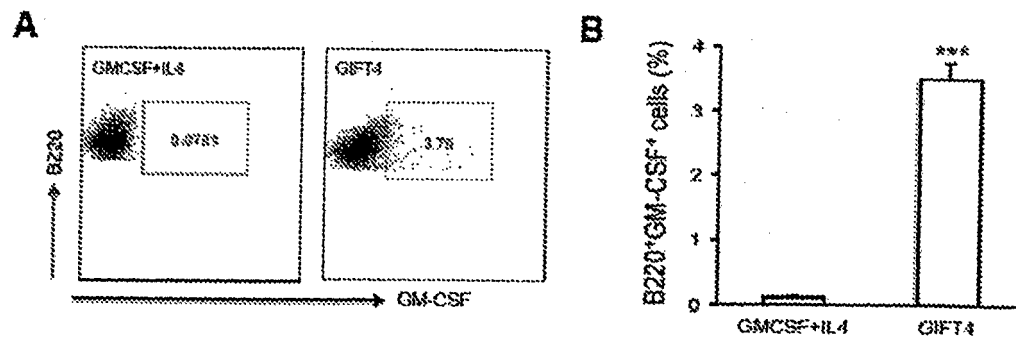 A
GMCSF+IL4
GIFT4
3.78
B220
GM-CSF
B
B220⁺GM-CSF⁺ cells (%)
4
3
2
1
0
***
GMCSF+IL4
GIFT4